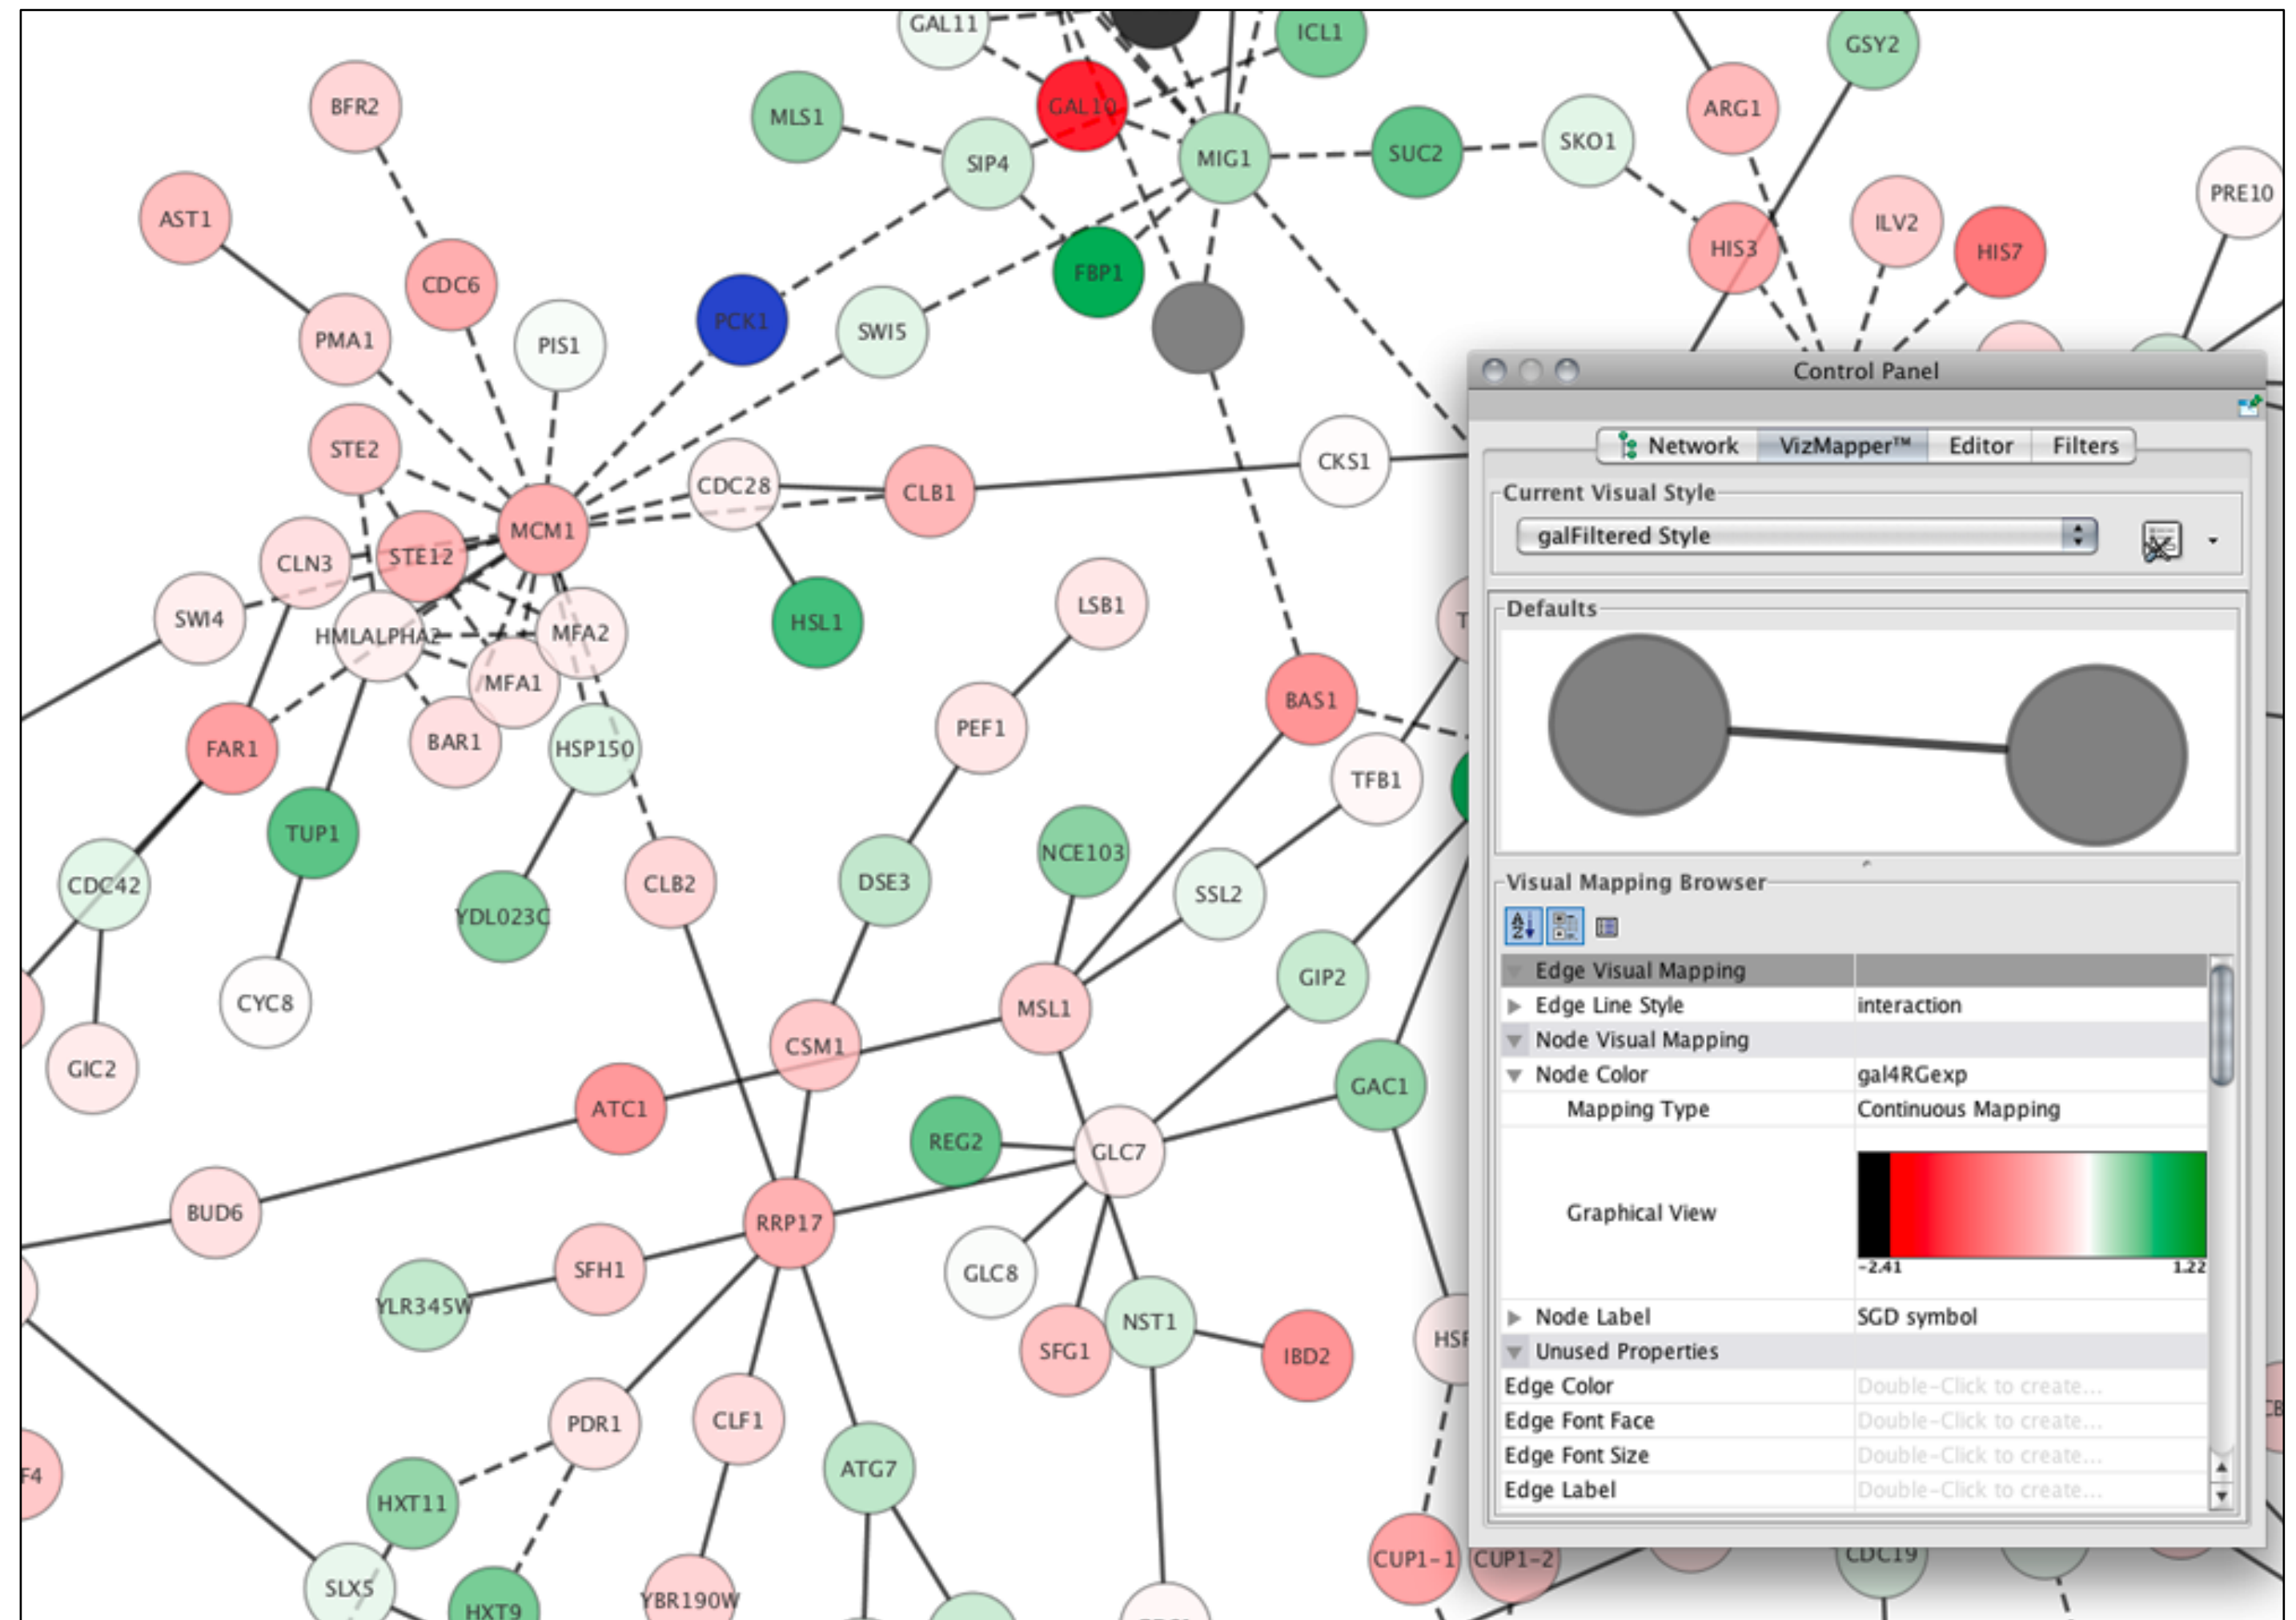 GAL11
ICL1
GSY2
BFR2
MLS1
GAL10
ARG1
SIP4
MIG1
SUC2
SKO1
PRE10
AST1
ILV2
HIS3
HIS7
CDC6
FBP1
PCK1
SWI5
PMA1
PIS1
STE2
CDC28
CLB1
CKS1
MCM1
STE12
CLN3
SWI4
HMLALPHA2
MFA2
HSL1
LSB1
MFA1
BAS1
FAR1
BAR1
HSP150
PEF1
TFB1
TUP1
NCE103
CDC42
YDL023C
CLB2
DSE3
SSL2
CYC8
GIP2
MSL1
GIC2
CSM1
GAC1
ATC1
REG2
GLC7
BUD6
RRP17
SFH1
GLC8
YLR345W
NST1
SFG1
IBD2
HSP
PDR1
CLF1
F4
ATG7
HXT11
SLX5
HXT9
YBR190W
CUP1-1
CUP1-2
CDC19
Control Panel
Network VizMapper™ Editor Filters
Current Visual Style
galFiltered Style
Defaults
Visual Mapping Browser
Edge Visual Mapping
Edge Line Style interaction
Node Visual Mapping
Node Color gal4RGexp
Mapping Type Continuous Mapping
Graphical View
-2.41 1.22
Node Label SGD symbol
Unused Properties
Edge Color Double-Click to create...
Edge Font Face Double-Click to create...
Edge Font Size Double-Click to create...
Edge Label Double-Click to create...